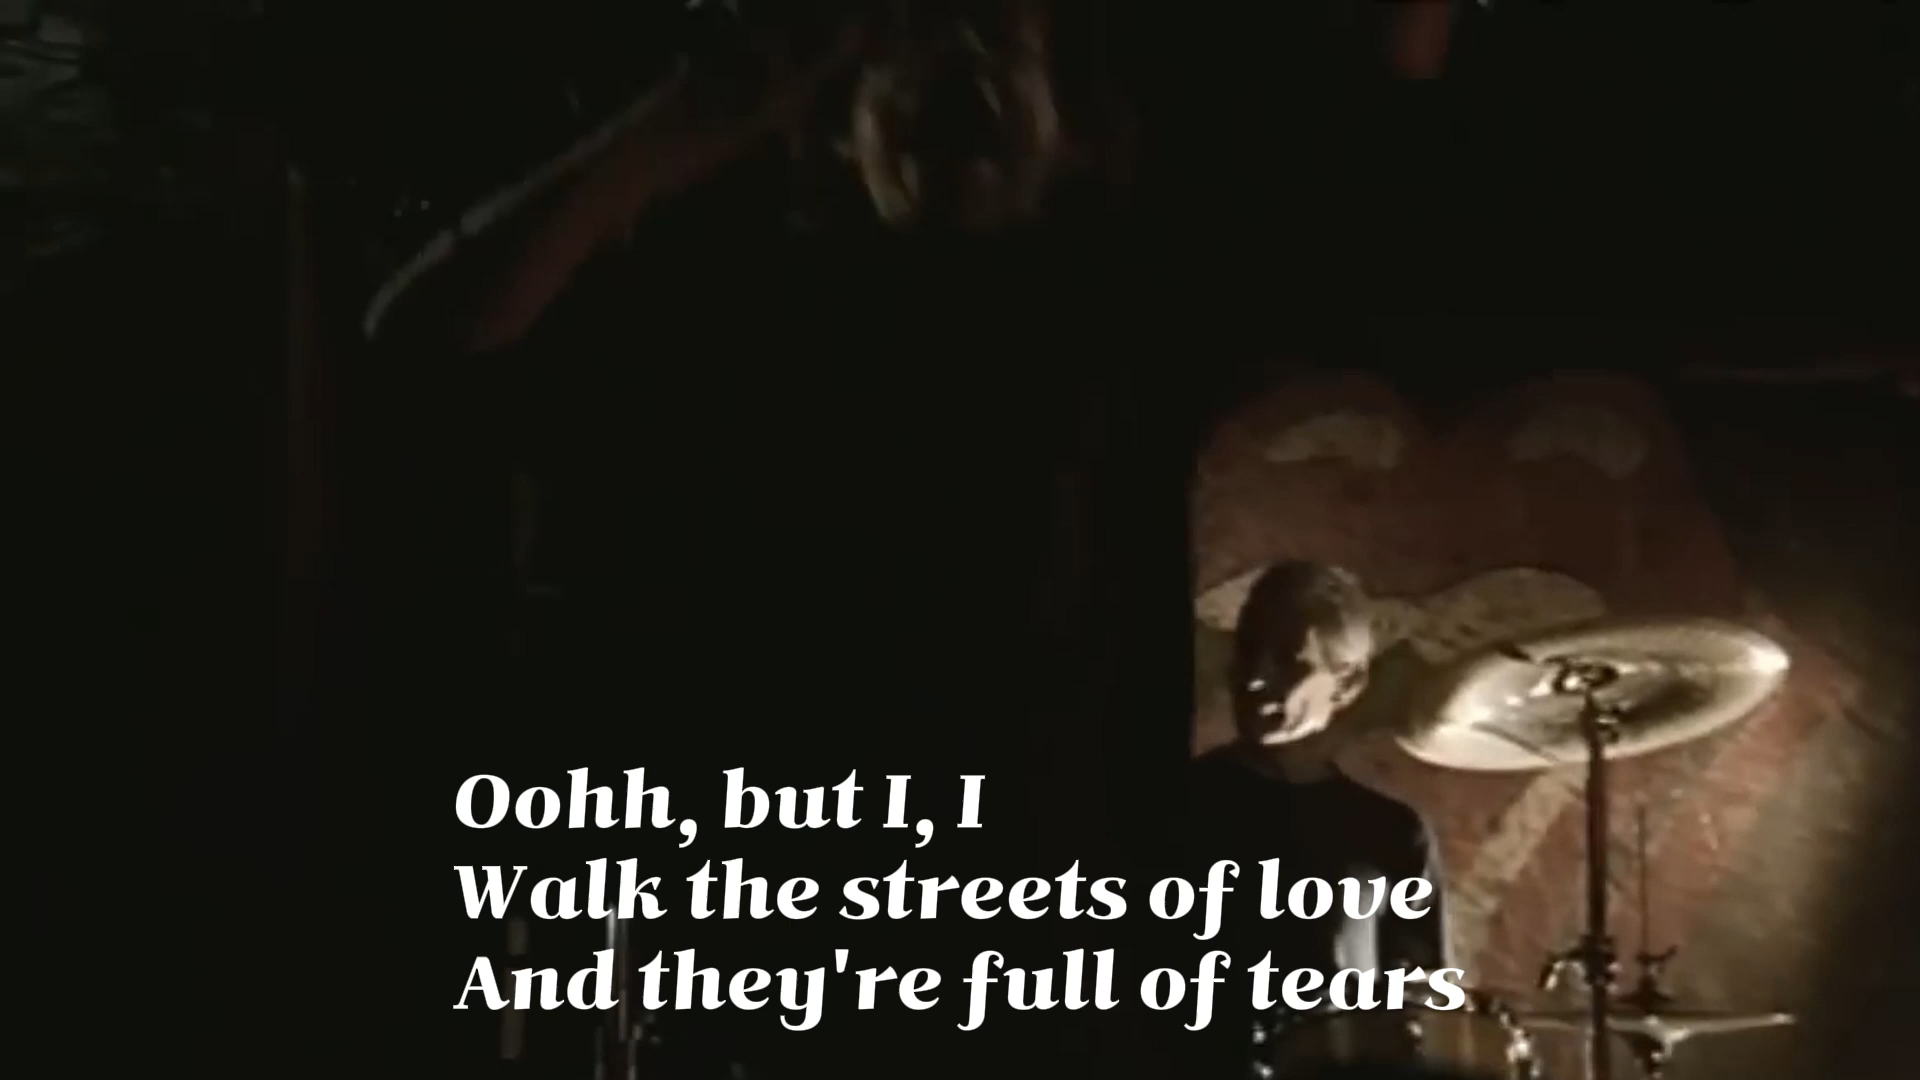 Oohh, but I, I
Walk the streets of love
And they're full of tears